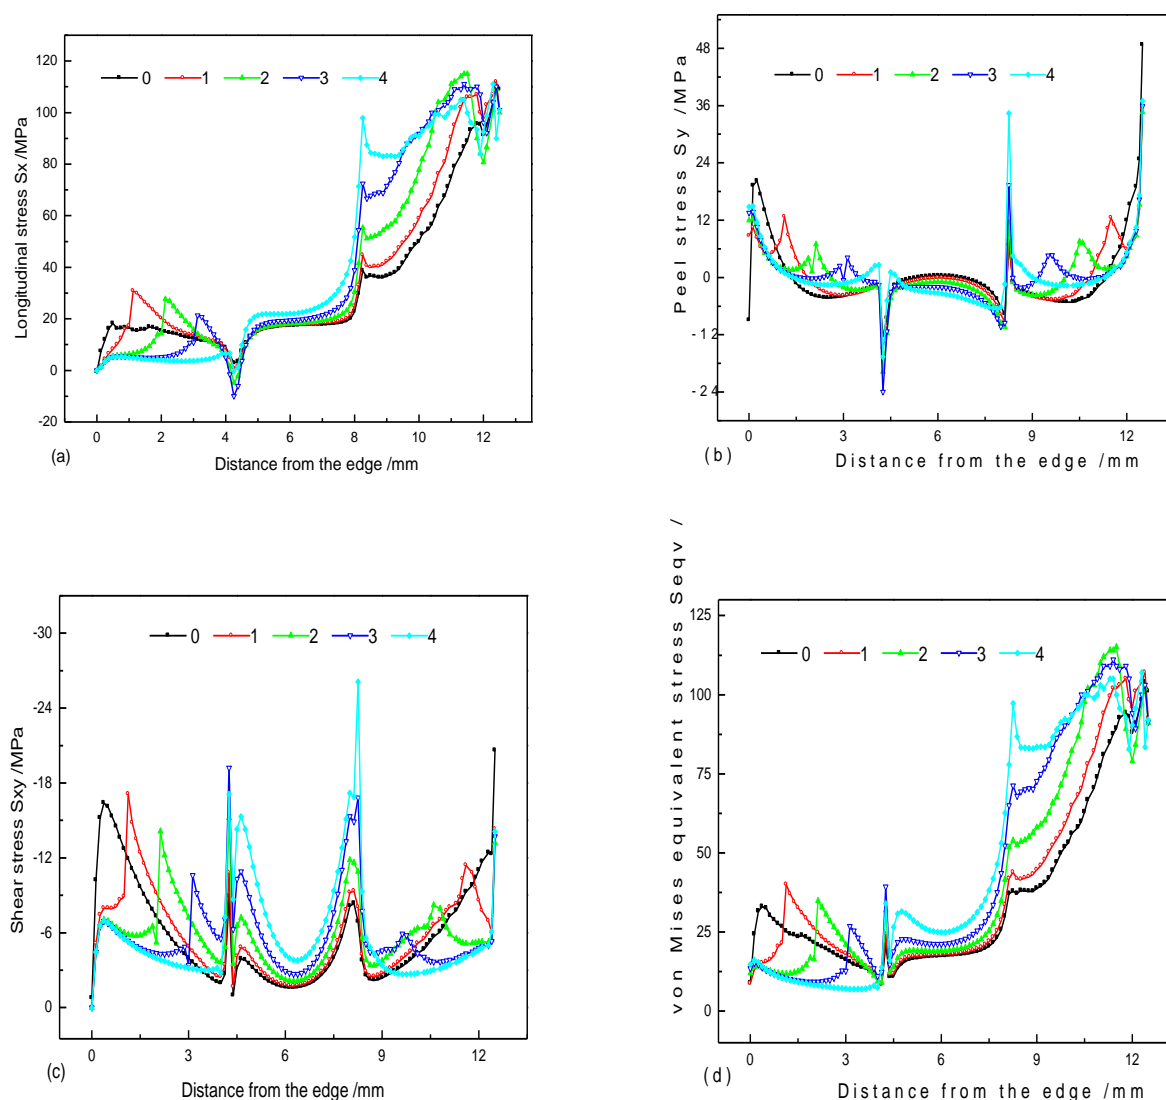 120
100
80
60
40
20
0
-20
Longitudinal stress Sx /MPa
0 1 2 3 4
0 2 4 6 8 10 12
(a)
Distance from the edge /mm
48
36
24
12
0
-12
-24
Peel stress Sy /MPa
0 1 2 3 4
0 3 6 9 12
(b)
Distance from the edge /mm
-30
-24
-18
-12
-6
0
Shear stress Sxy /MPa
0 1 2 3 4
0 3 6 9 12
(c)
Distance from the edge /mm
125
100
75
50
25
0
von Mises equivalent stress Seqv /
0 1 2 3 4
0 3 6 9 12
(d)
Distance from the edge /mm